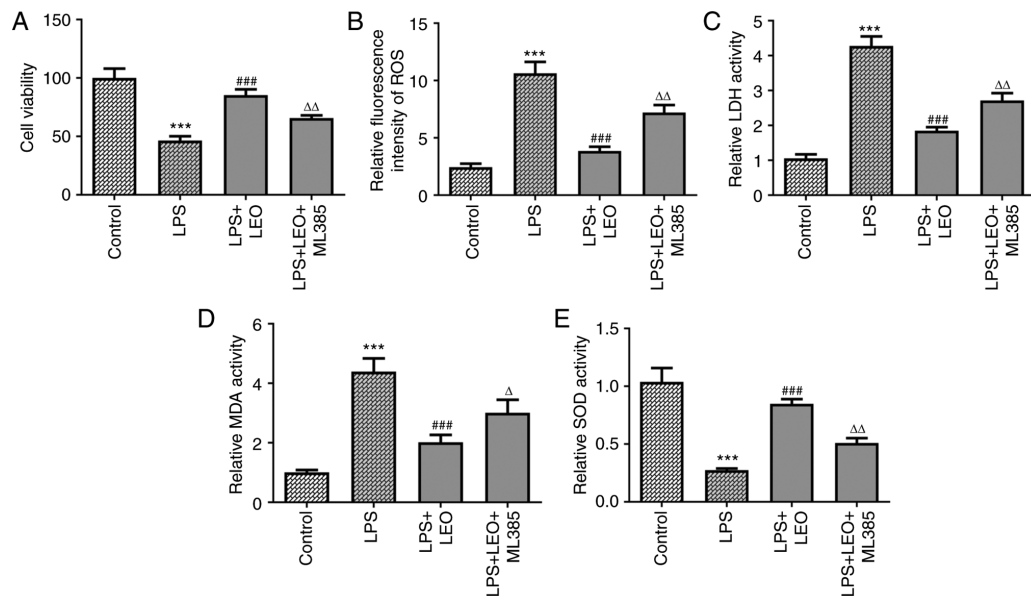 A
Cell viability
150
100
50
0
***
###
ΔΔ
Control
LPS
LPS+
LEO
LPS+LEO+
ML385
B
Relative fluorescence
intensity of ROS
15
10
5
0
***
###
ΔΔ
Control
LPS
LPS+
LEO
LPS+LEO+
ML385
C
Relative LDH activity
5
4
3
2
1
0
***
###
ΔΔ
Control
LPS
LPS+
LEO
LPS+LEO+
ML385
D
Relative MDA activity
6
4
2
0
***
###
Δ
Control
LPS
LPS+
LEO
LPS+LEO+
ML385
E
Relative SOD activity
1.5
1.0
0.5
0.0
***
###
ΔΔ
Control
LPS
LPS+
LEO
LPS+LEO+
ML385